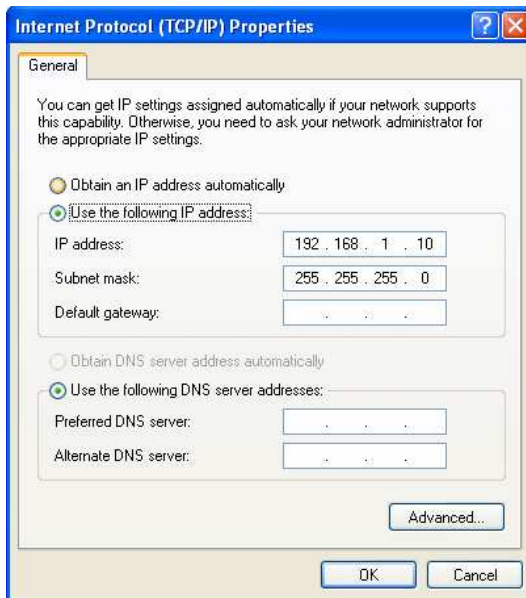 Internet Protocol (TCP/IP) Properties
General
You can get IP settings assigned automatically if your network supports
this capability. Otherwise, you need to ask your network administrator for
the appropriate IP settings.
Obtain an IP address automatically
Use the following IP address:
IP address: 192 . 168 . 1 . 10
Subnet mask: 255 . 255 . 255 . 0
Default gateway: . . .
Obtain DNS server address automatically
Use the following DNS server addresses:
Preferred DNS server: . . .
Alternate DNS server: . . .
Advanced...
OK Cancel